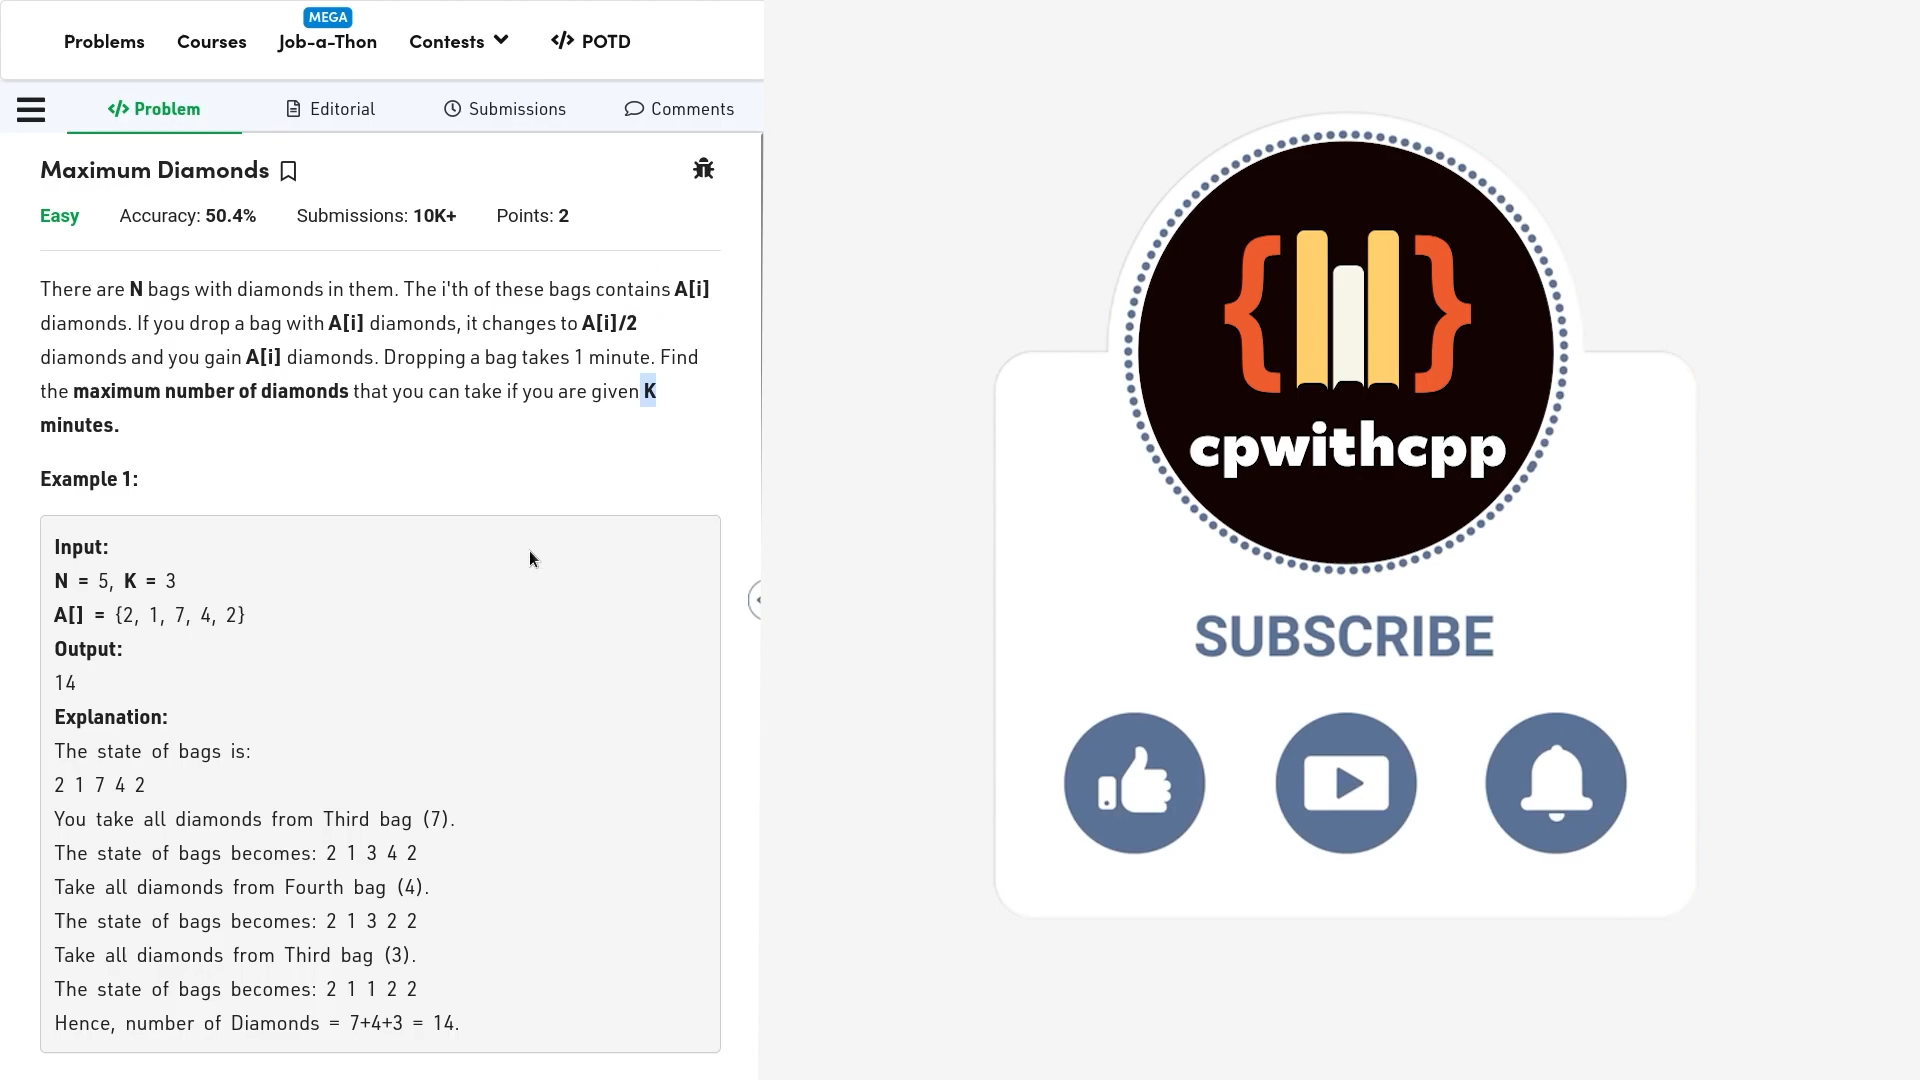 MEGA
Problems Courses Job-a-Thon Contests POTD
Problem Editorial Submissions Comments
Maximum Diamonds
Easy Accuracy: 50.4% Submissions: 10K+ Points: 2
There are N bags with diamonds in them. The i'th of these bags contains A[i]
diamonds. If you drop a bag with A[i] diamonds, it changes to A[i]/2
diamonds and you gain A[i] diamonds. Dropping a bag takes 1 minute. Find
the maximum number of diamonds that you can take if you are given K
minutes.
Example 1:
Input:
N = 5, K = 3
A[] = {2, 1, 7, 4, 2}
Output:
14
Explanation:
The state of bags is:
2 1 7 4 2
You take all diamonds from Third bag (7).
The state of bags becomes: 2 1 3 4 2
Take all diamonds from Fourth bag (4).
The state of bags becomes: 2 1 3 2 2
Take all diamonds from Third bag (3).
The state of bags becomes: 2 1 1 2 2
Hence, number of Diamonds = 7+4+3 = 14.
cpwithcpp
SUBSCRIBE